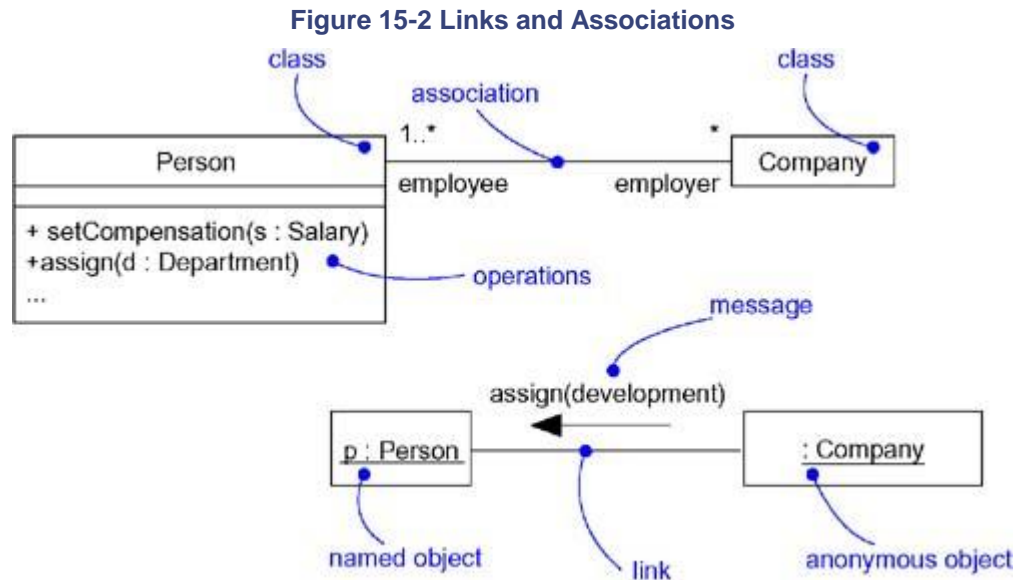 Figure 15-2 Links and Associations
class
class
association
1..*
*
Person
Company
employee
employer
+ setCompensation(s : Salary)
+assign(d : Department)
...
operations
message
assign(development)
p : Person
: Company
named object
link
anonymous object